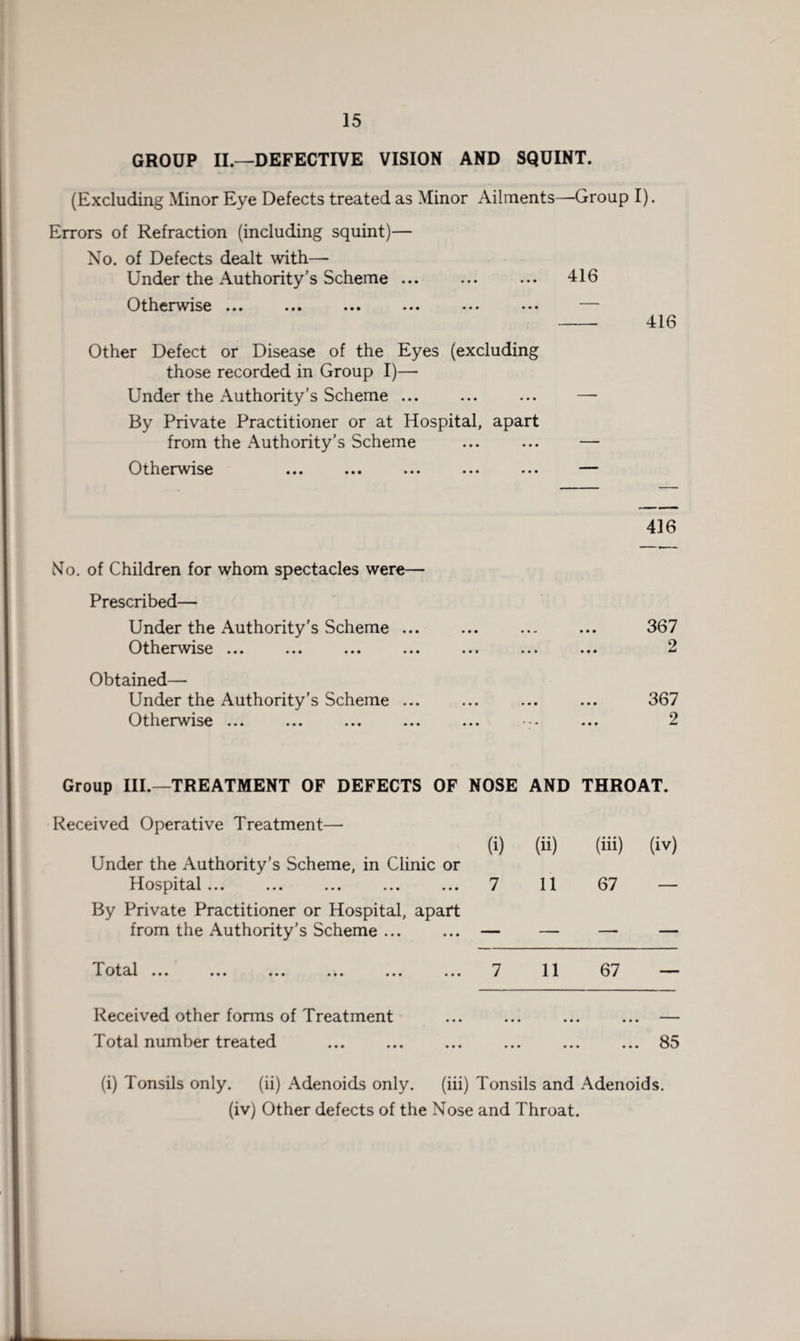 15
GROUP II.—DEFECTIVE VISION AND SQUINT.
(Excluding Minor Eye Defects treated as Minor Ailments—Group I).
Errors of Refraction (including squint)—
No. of Defects dealt with—
Under the Authority's Scheme ... ... ... 416
Otherwise ... ... ... ... ... ... —
416
Other Defect or Disease of the Eyes (excluding
those recorded in Group I)—
Under the Authority's Scheme ... ... ... —
By Private Practitioner or at Hospital, apart
from the Authority's Scheme ... ... —
Otherwise ... ... ... ... ... —
—
416
No. of Children for whom spectacles were—
Prescribed—
Under the Authority's Scheme ... ... ... ... 367
Otherwise ... ... ... ... ... ... ... 2
Obtained—
Under the Authority's Scheme ... ... ... ... 367
Otherwise ... ... ... ... ... ... ... 2
Group III.—TREATMENT OF DEFECTS OF NOSE AND THROAT.
Received Operative Treatment—
(i) (ii) (iii) (iv)
Under the Authority's Scheme, in Clinic or
Hospital ... ... ... ... ... 7 11 67 —
By Private Practitioner or Hospital, apart
from the Authority's Scheme ... ... — — — —
Total ... ... ... ... ... ... 7 11 67 —
Received other forms of Treatment ... ... ... ... —
Total number treated ... ... ... ... ... ... 85
(i) Tonsils only. (ii) Adenoids only. (iii) Tonsils and Adenoids.
(iv) Other defects of the Nose and Throat.